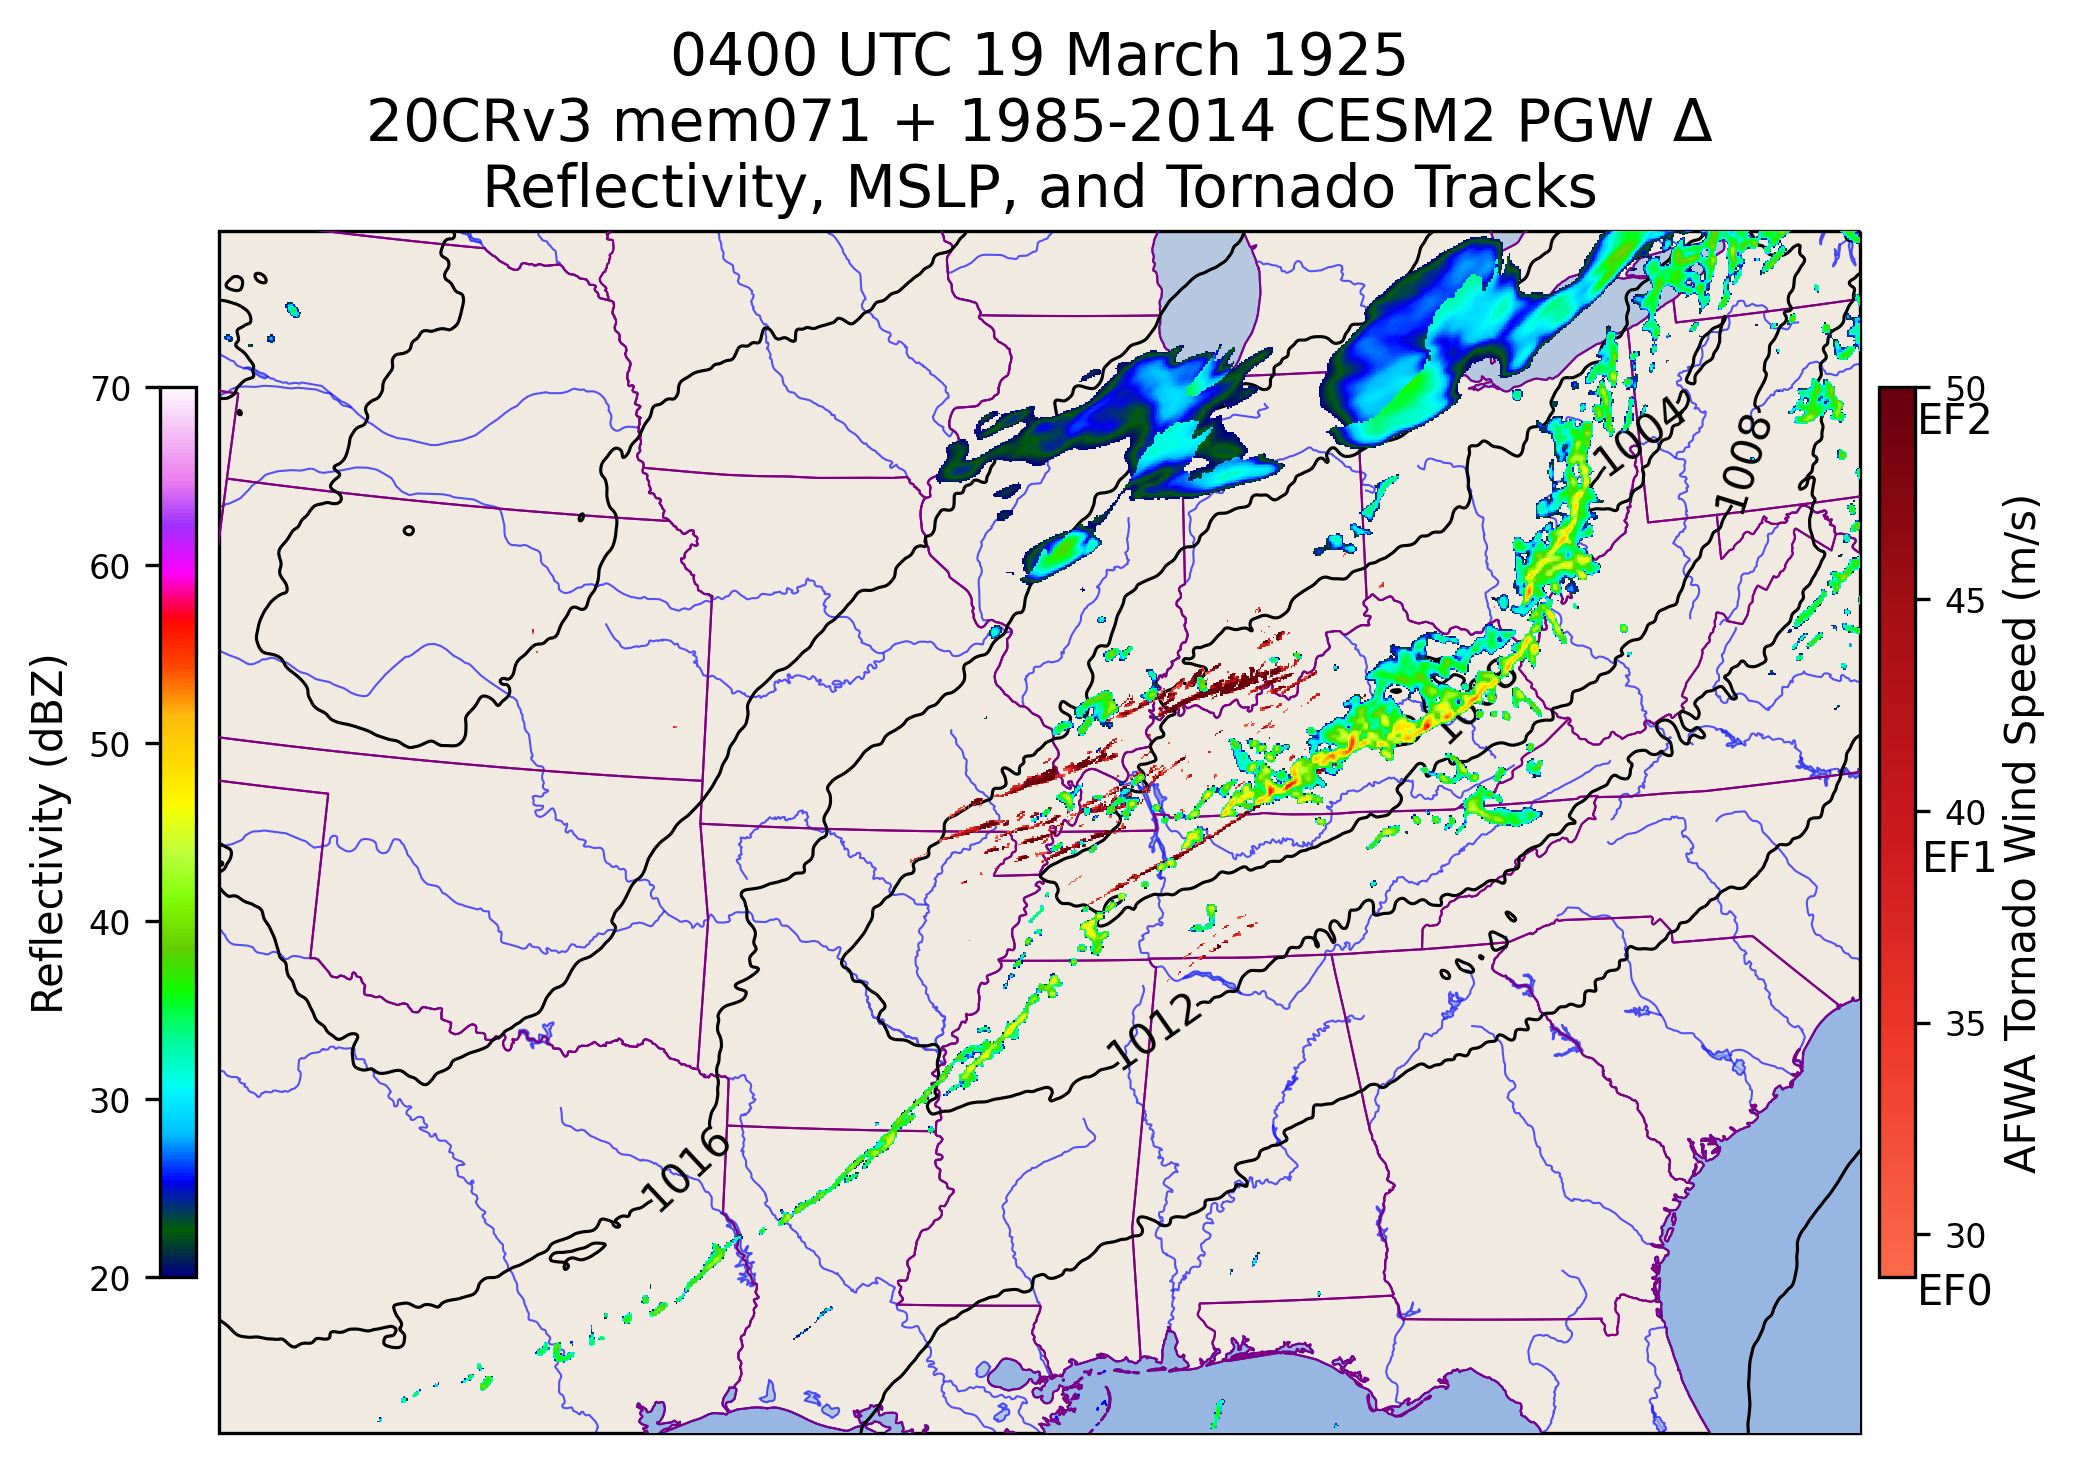 0400 UTC 19 March 1925
20CRv3 mem071 + 1985-2014 CESM2 PGW Δ
Reflectivity, MSLP, and Tornado Tracks
70
60
50
40
30
20
Reflectivity (dBZ)
1004
1008
1012
1016
50
EF2
45
40
EF1
35
30
EF0
AFWA Tornado Wind Speed (m/s)